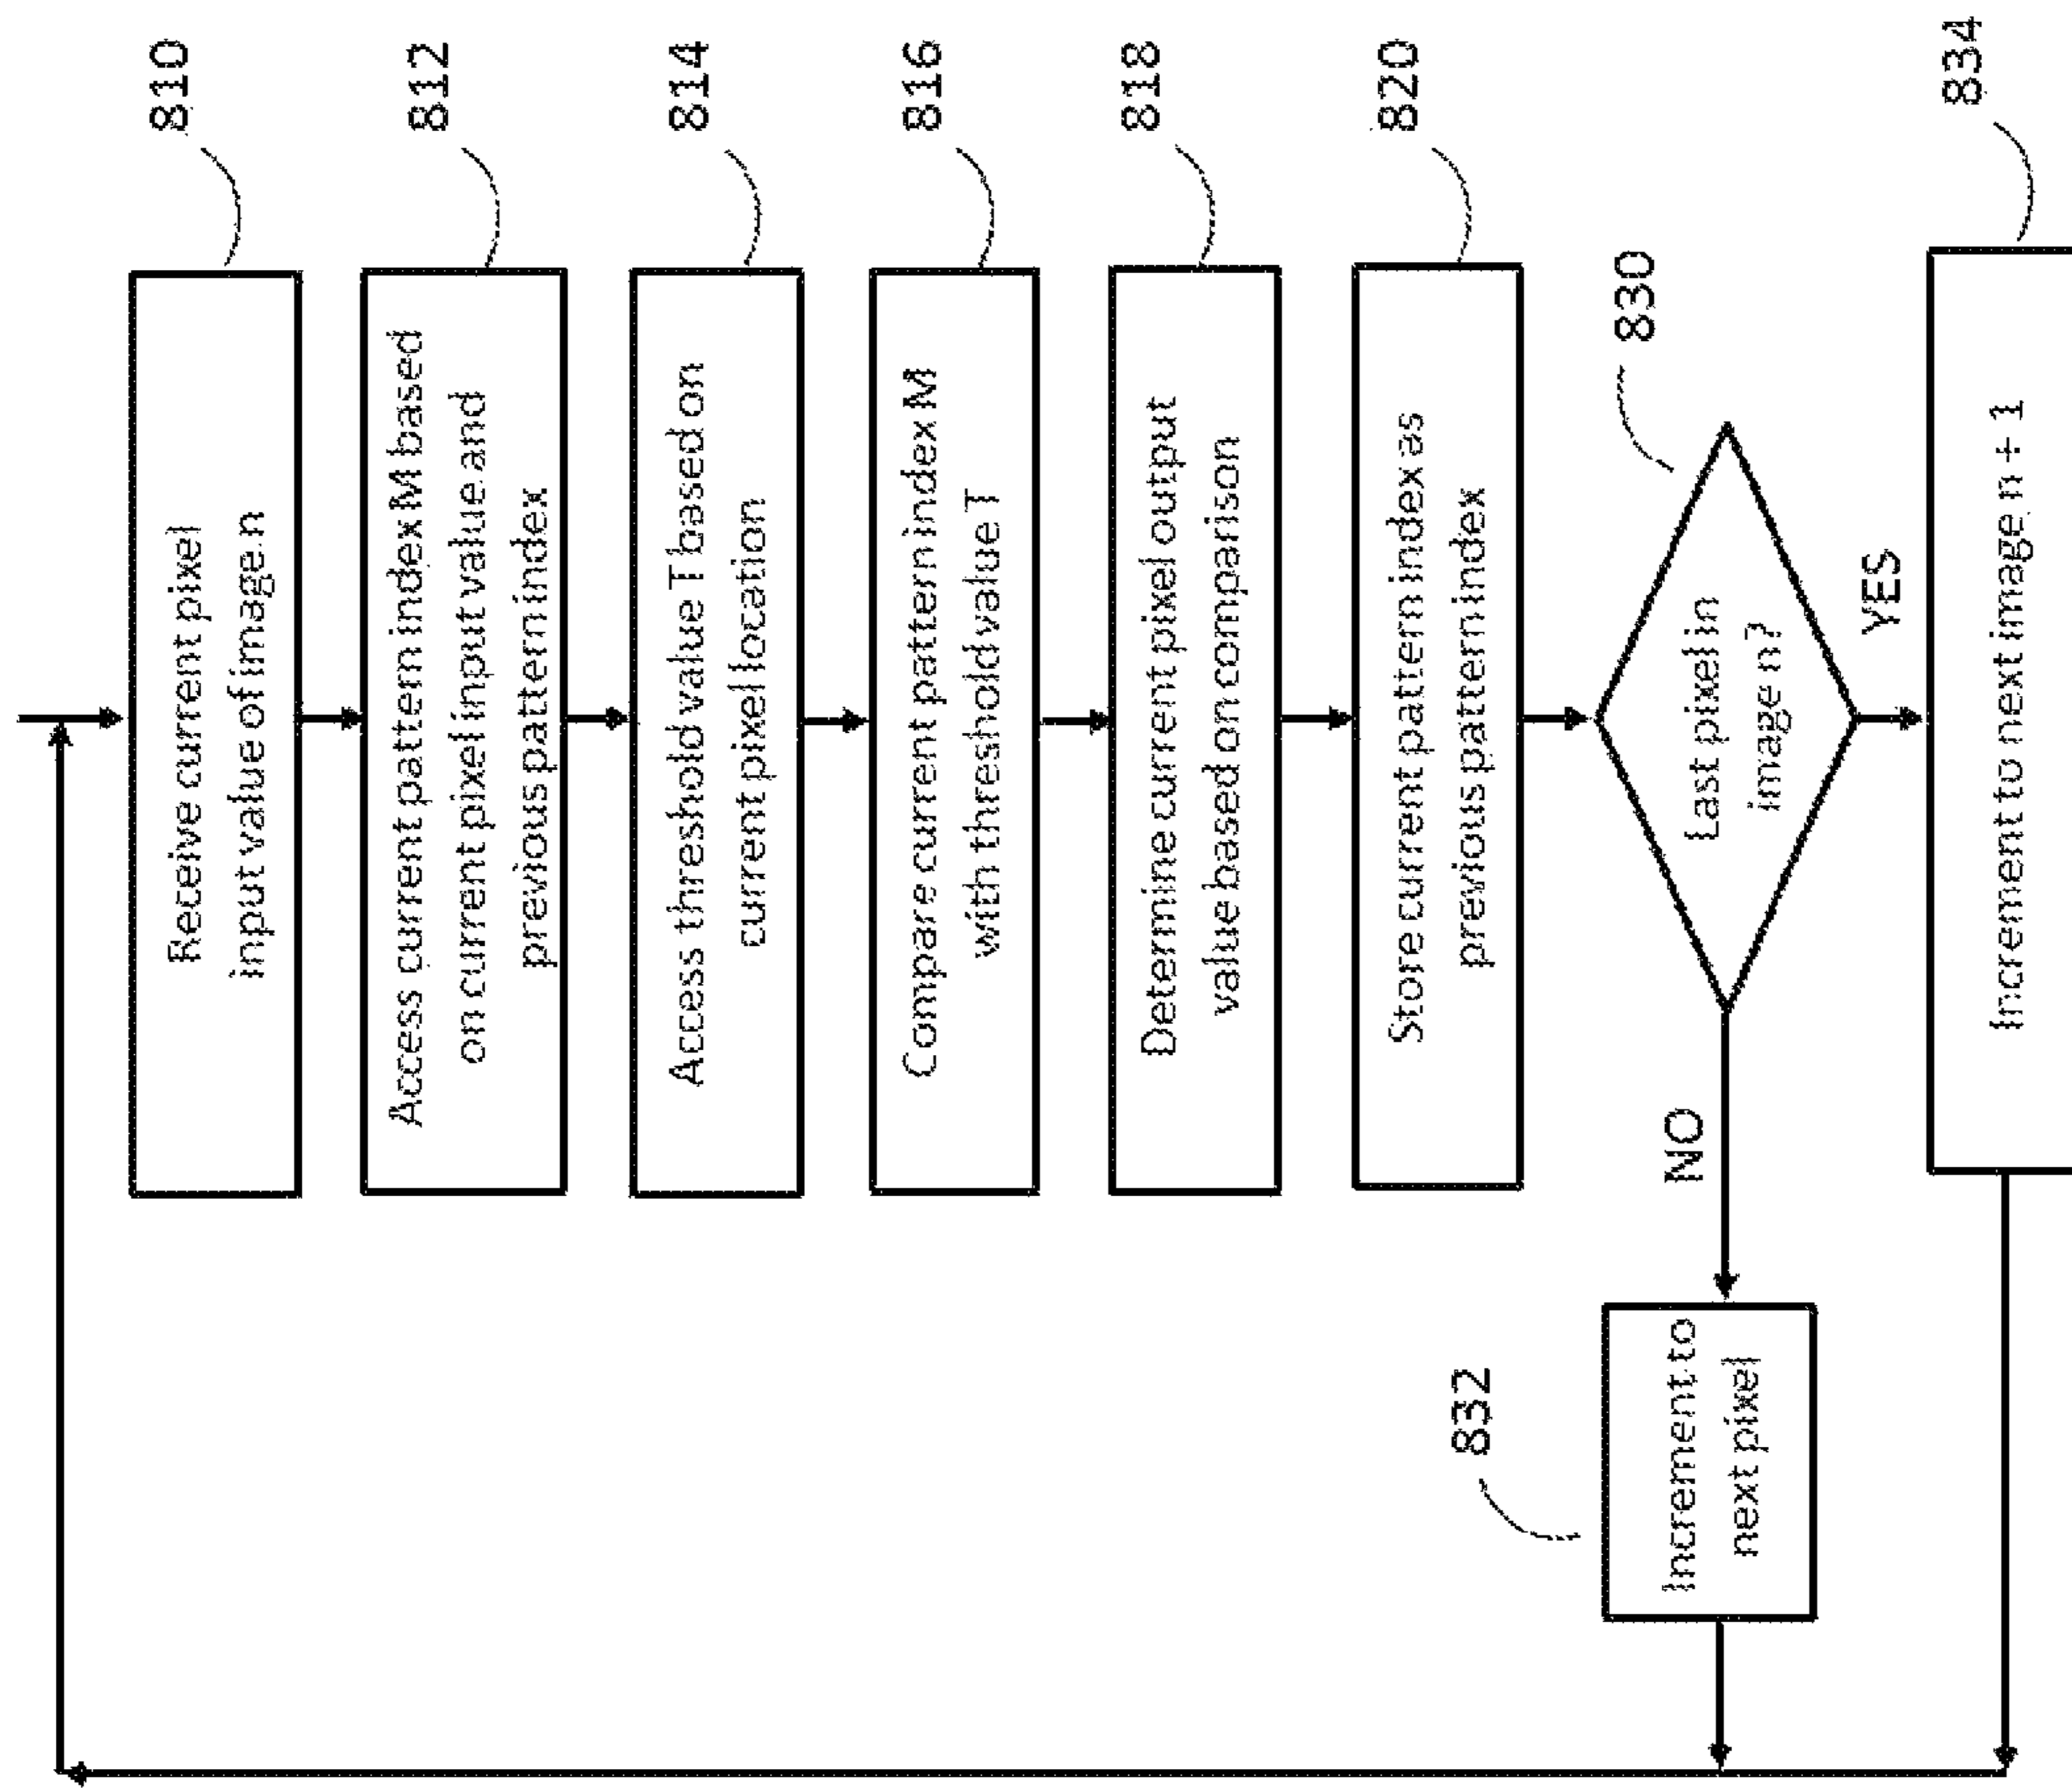 810
Receive current pixel
input value of image n
812
Access current pattern index M based
on current pixel input value and
previous pattern index
814
Access threshold value T based on
current pixel location
816
Compare current pattern index M
with threshold value T
818
Determine current pixel output
value based on comparison
820
Store current pattern index as
previous pattern index
830
Last pixel in
image n?
NO
YES
832
Increment to
next pixel
834
Increment to next image n + 1